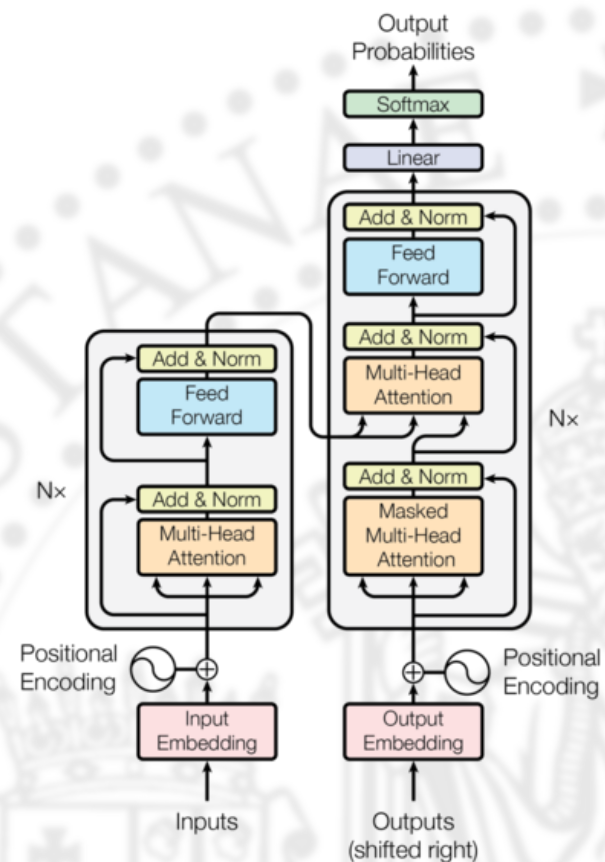 Output
Probabilities
Softmax
Linear
Add & Norm
Feed
Forward
Add & Norm
Multi-Head
Attention
Nx
Add & Norm
Masked
Multi-Head
Attention
Positional
Encoding
Output
Embedding
Outputs
(shifted right)
Add & Norm
Feed
Forward
Nx
Add & Norm
Multi-Head
Attention
Positional
Encoding
Input
Embedding
Inputs